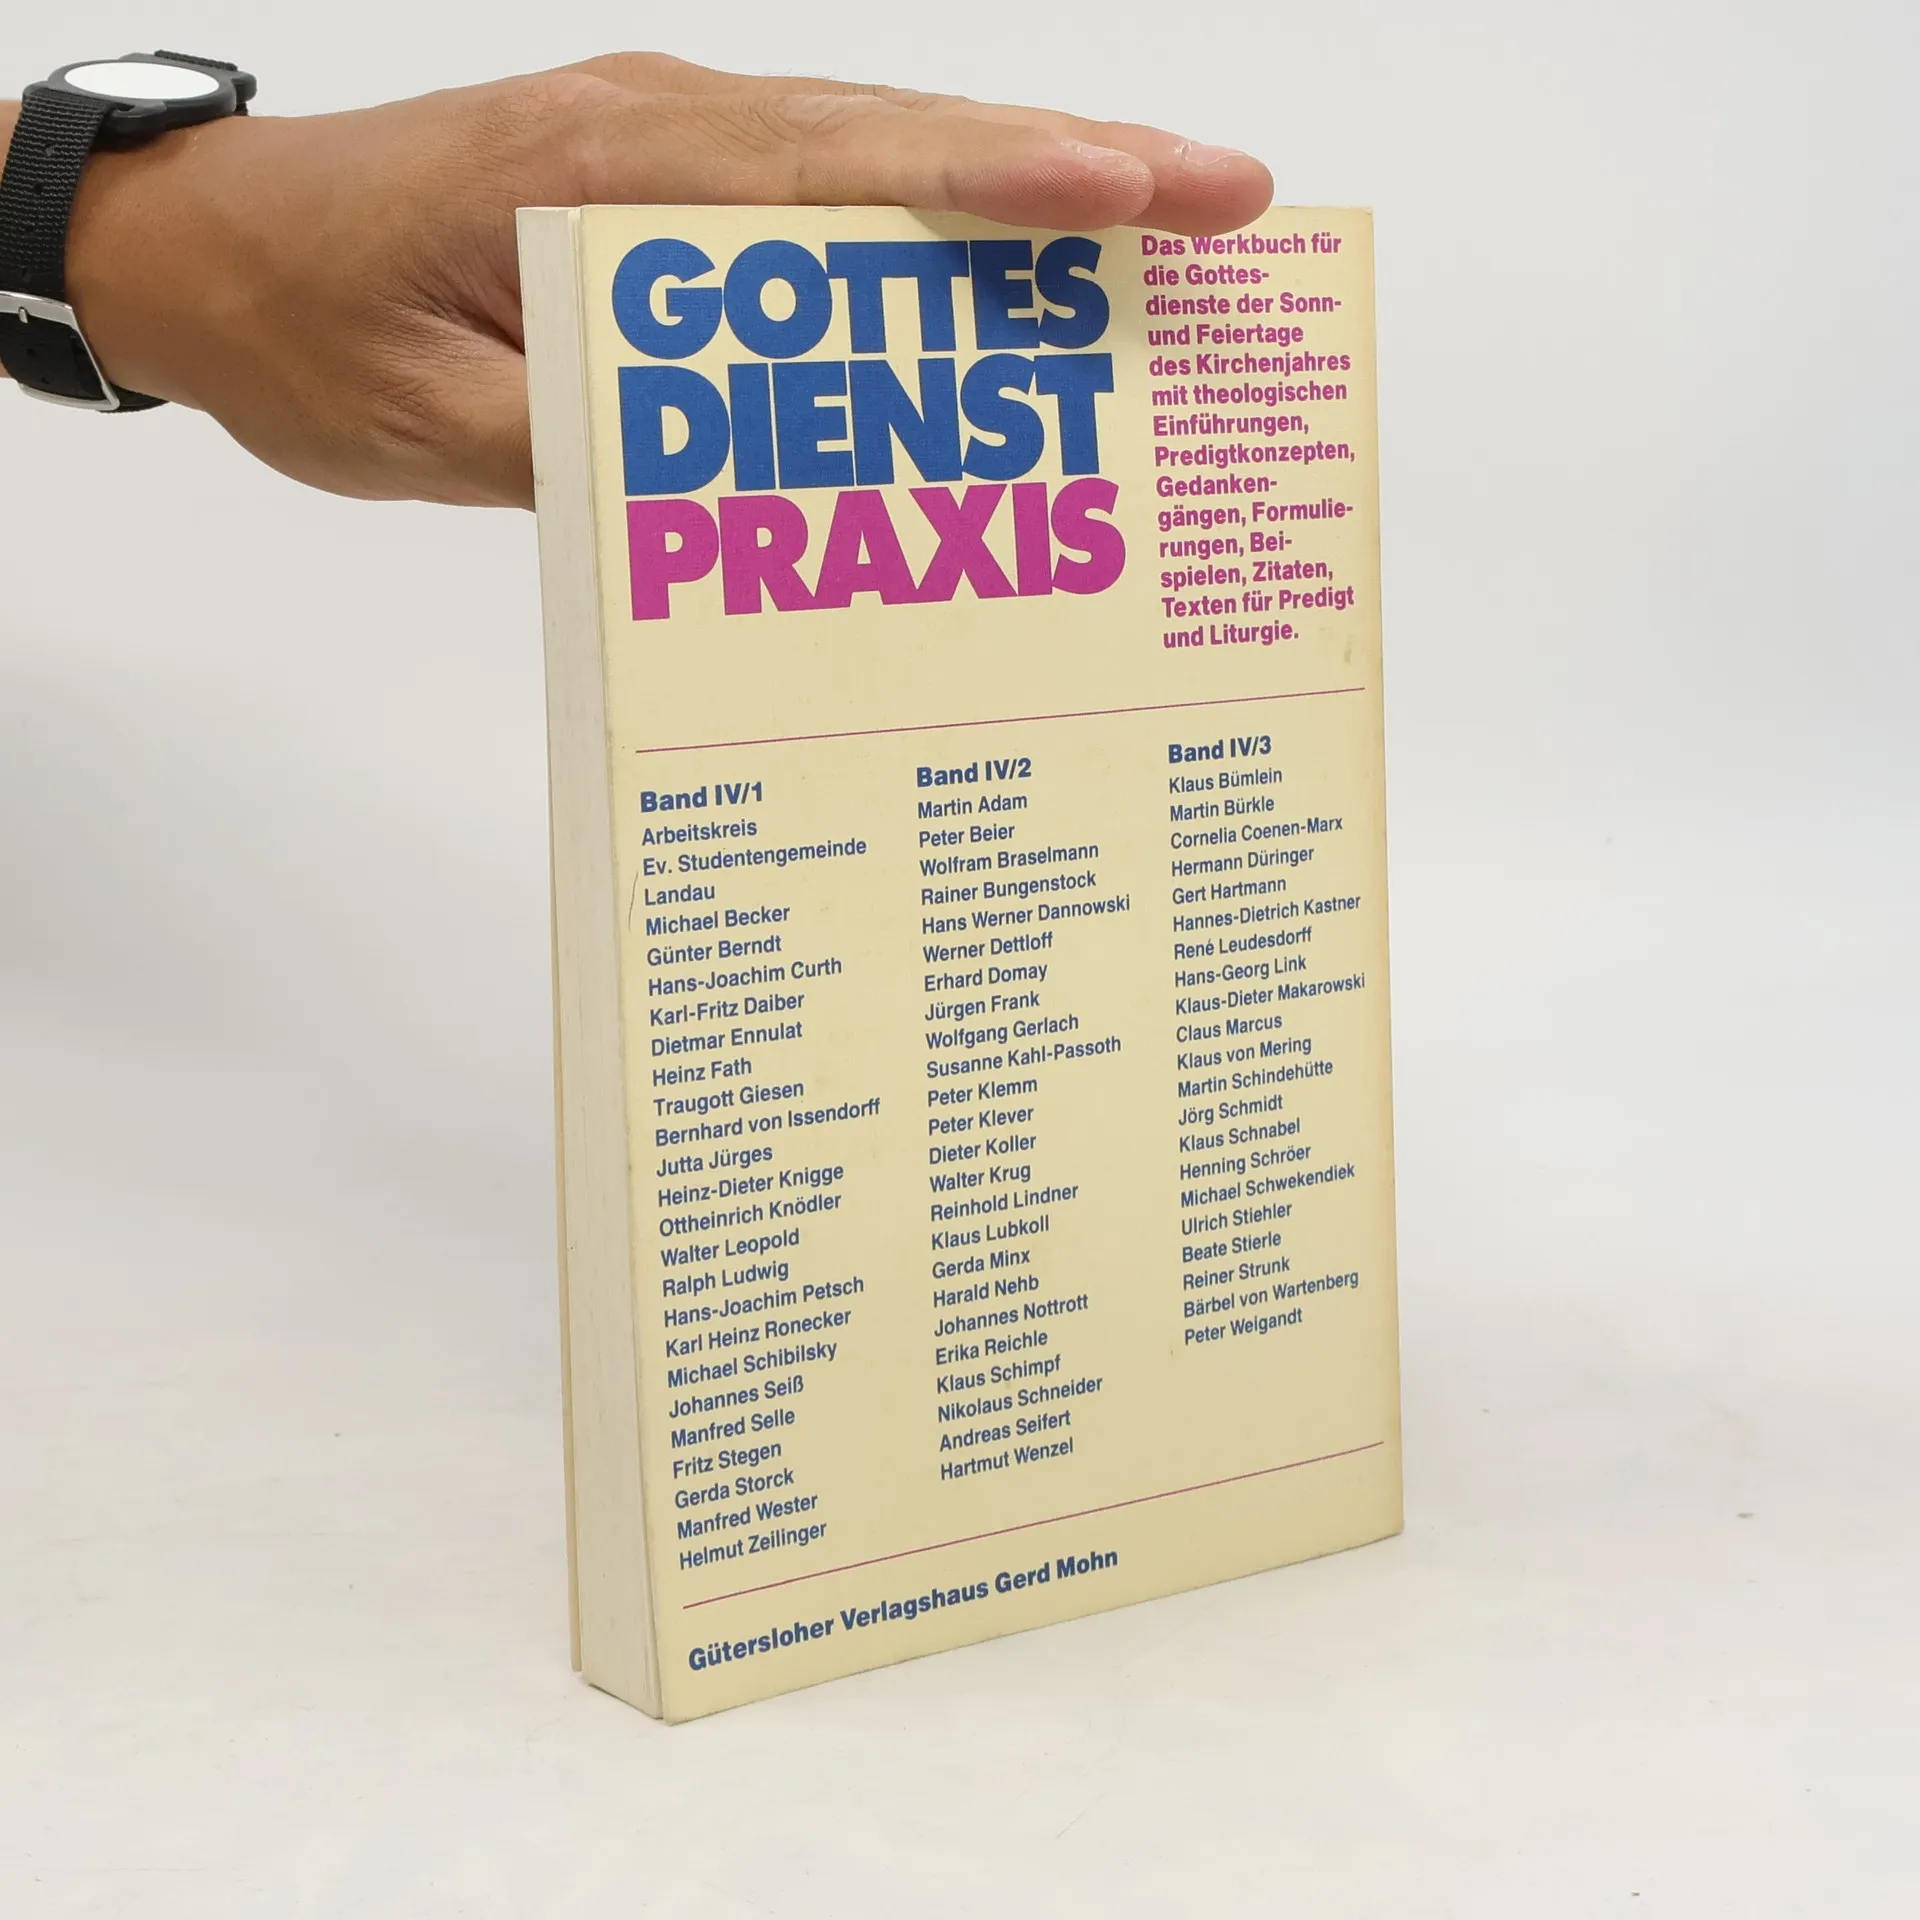 GOTTES
DIENST
PRAXIS
Das Werkbuch für
die Gottes-
dienste der Sonn-
und Feiertage
des Kirchenjahres
mit theologischen
Einführungen,
Predigtkonzepten,
Gedanken-
gängen, Formulie-
rungen, Bei-
spielen, Zitaten,
Texten für Predigt
und Liturgie.
Band IV/1
Arbeitskreis
Ev. Studentengemeinde
Landau
Michael Becker
Günter Berndt
Hans-Joachim Curth
Karl-Fritz Daiber
Dietmar Ennulat
Heinz Fath
Traugott Giesen
Bernhard von Issendorff
Jutta Jürges
Heinz-Dieter Knigge
Ottheinrich Knödler
Walter Leopold
Ralph Ludwig
Hans-Joachim Petsch
Karl Heinz Ronecker
Michael Schibilsky
Johannes Seiß
Manfred Selle
Fritz Stegen
Gerda Storck
Manfred Wester
Helmut Zeilinger
Band IV/2
Martin Adam
Peter Beier
Wolfram Braselmann
Rainer Bungenstock
Hans Werner Dannowski
Werner Dettloff
Erhard Domay
Jürgen Frank
Wolfgang Gerlach
Susanne Kahl-Passoth
Peter Klemm
Peter Klever
Dieter Koller
Walter Krug
Reinhold Lindner
Klaus Lubkoll
Gerda Minx
Harald Nehb
Johannes Nottrott
Erika Reichle
Klaus Schimpf
Nikolaus Schneider
Andreas Seifert
Hartmut Wenzel
Band IV/3
Klaus Bümlein
Martin Bürkle
Cornelia Coenen-Marx
Hermann Düringer
Gert Hartmann
Hannes-Dietrich Kastner
René Leudesdorff
Hans-Georg Link
Klaus-Dieter Makarowski
Claus Marcus
Klaus von Mering
Martin Schindehütte
Jörg Schmidt
Klaus Schnabel
Henning Schröer
Michael Schwekendiek
Ulrich Stiehler
Beate Stierle
Reiner Strunk
Bärbel von Wartenberg
Peter Weigandt
Gütersloher Verlagshaus Gerd Mohn